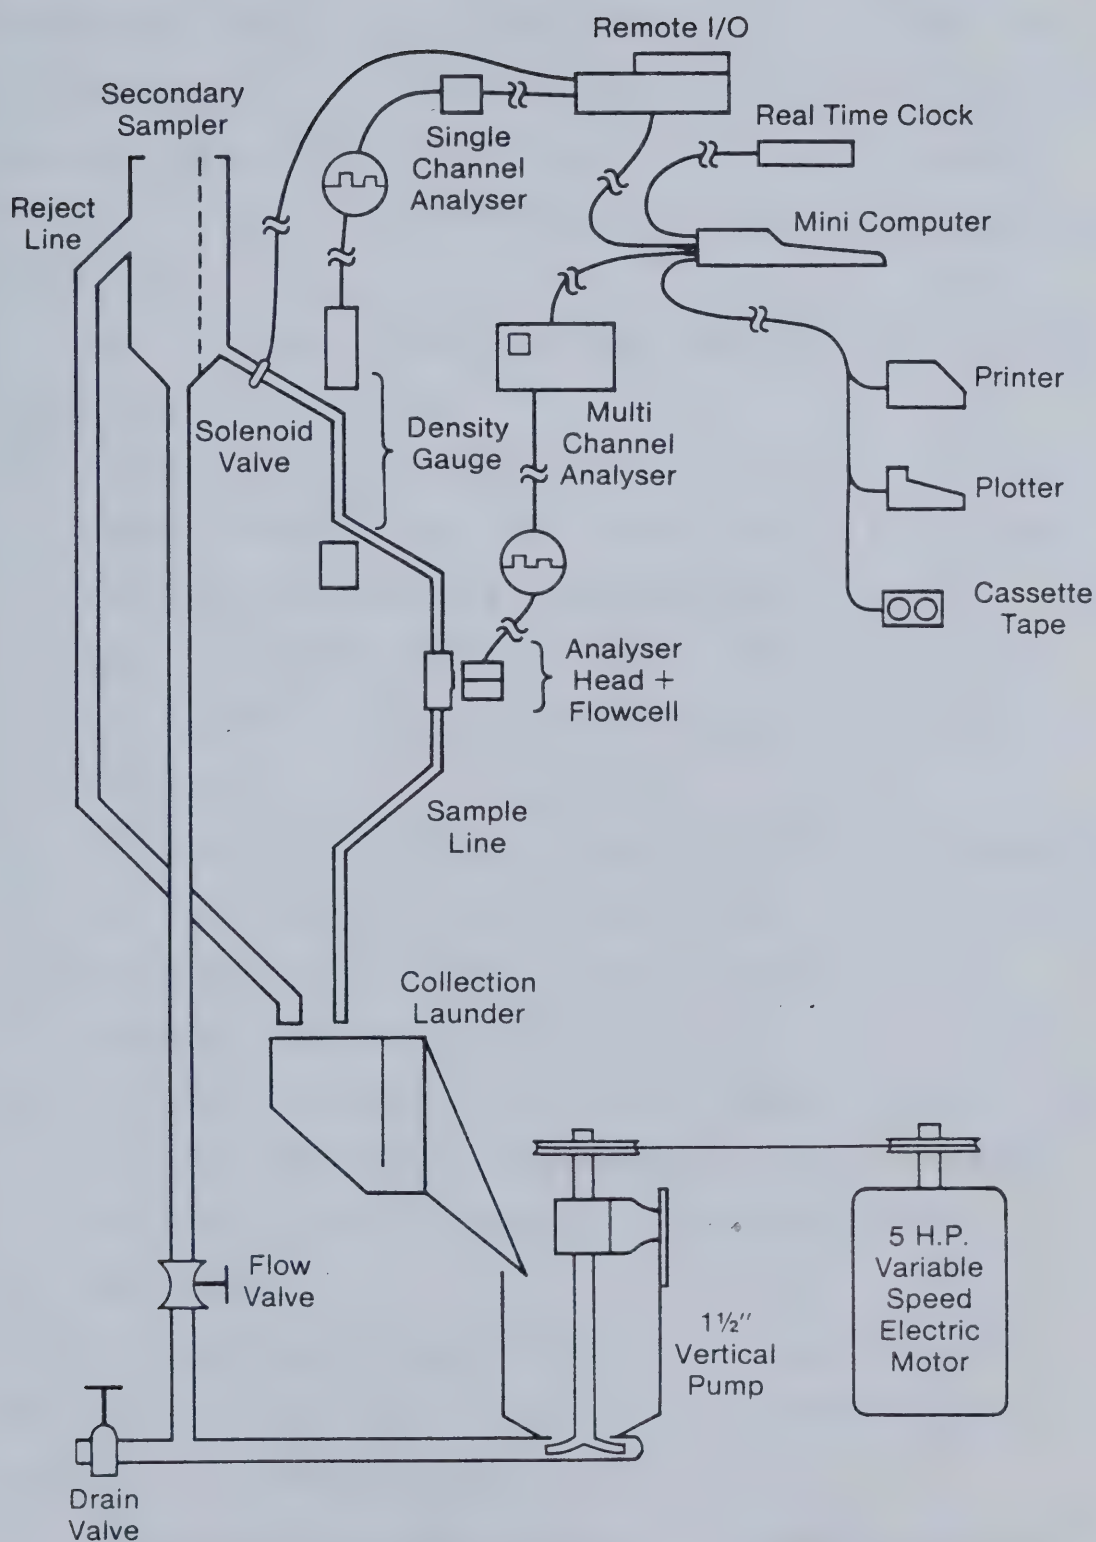 Remote I/O
Secondary
Sampler
Real Time Clock
Single
Channel
Analyser
Reject
Line
Mini Computer
Printer
Solenoid
Valve
Density
Gauge
Multi
Channel
Analyser
Plotter
Cassette
Tape
Analyser
Head +
Flowcell
Sample
Line
Collection
Launder
Flow
Valve
5 H.P.
Variable
Speed
Electric
Motor
1½"
Vertical
Pump
Drain
Valve